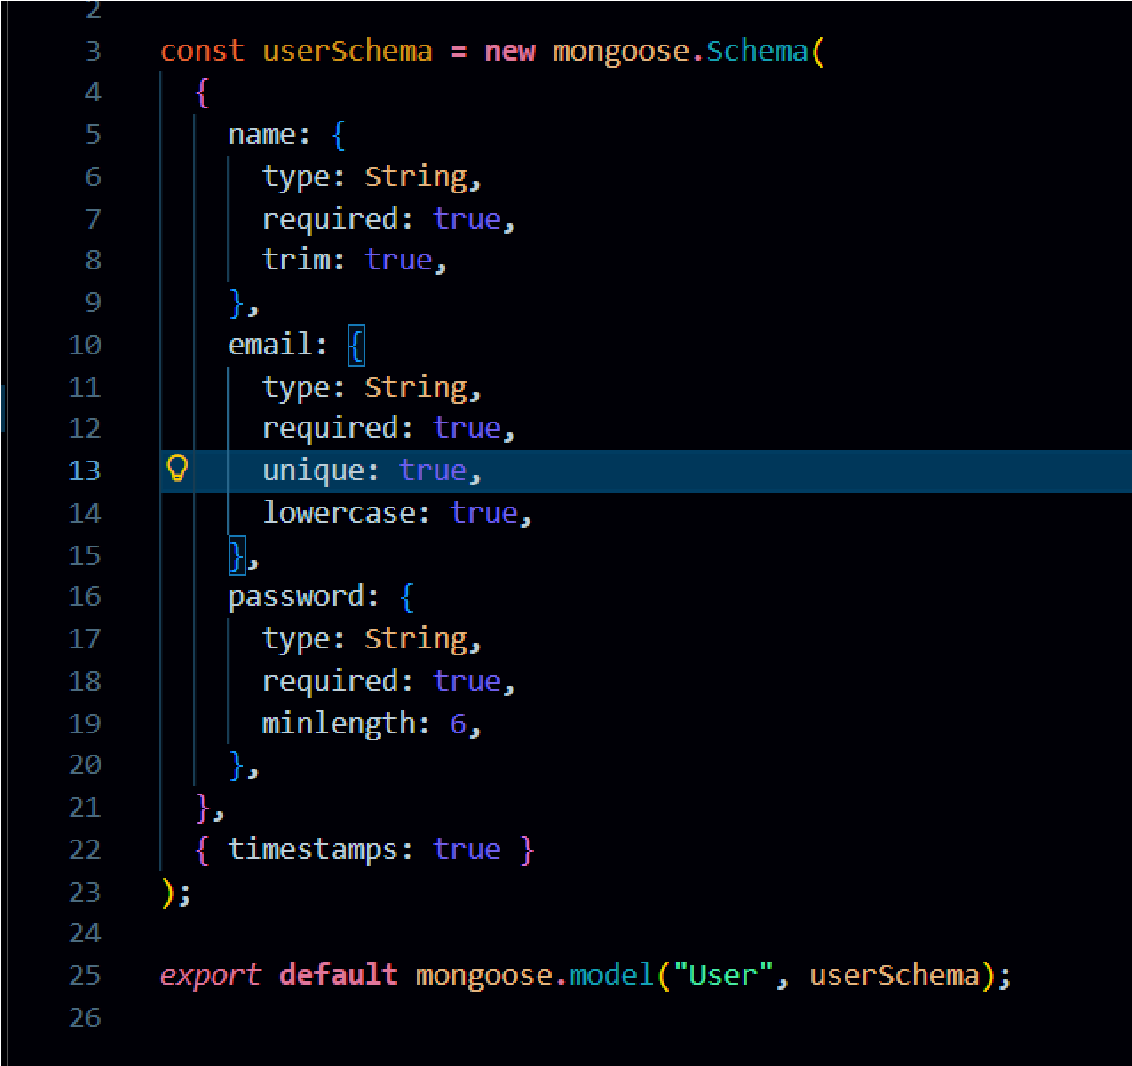 2
3 const userSchema = new mongoose.Schema(
4 {
5 name: {
6 type: String,
7 required: true,
8 trim: true,
9 },
10 email: {
11 type: String,
12 required: true,
13 unique: true,
14 lowercase: true,
15 },
16 password: {
17 type: String,
18 required: true,
19 minlength: 6,
20 },
21 },
22 { timestamps: true }
23 );
24
25 export default mongoose.model("User", userSchema);
26